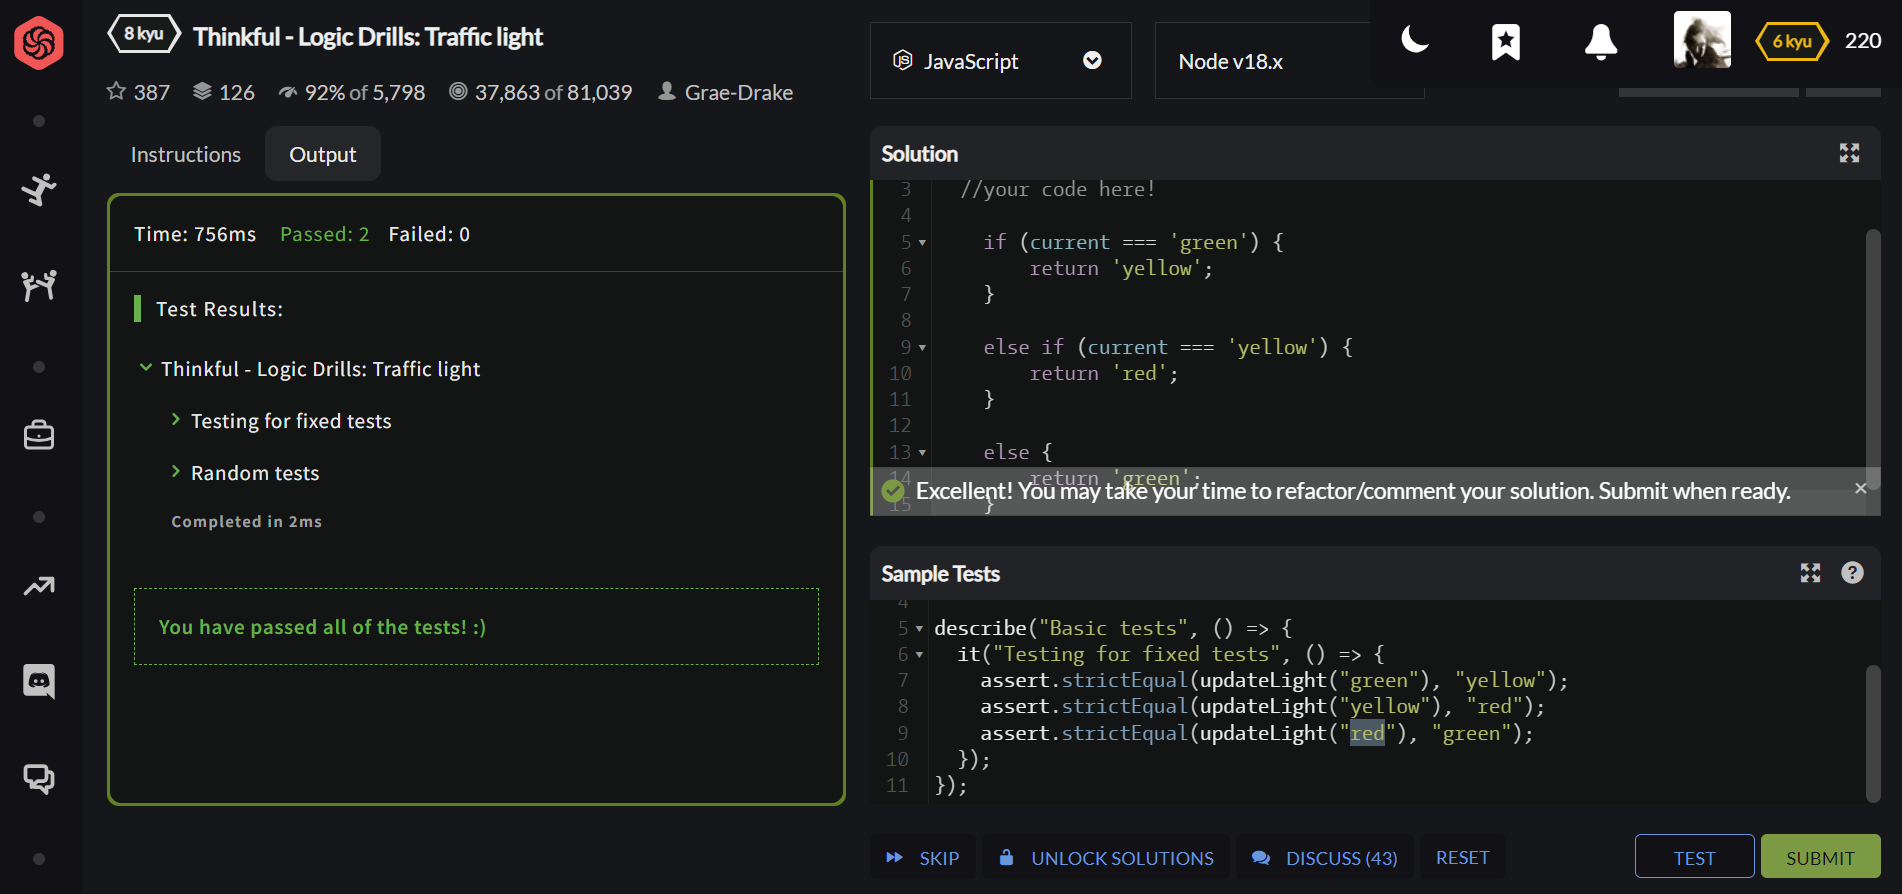 8 kyu Thinkful - Logic Drills: Traffic light
387 126 92% of 5,798 37,863 of 81,039 Grae-Drake
JavaScript
Node v18.x
6 kyu 220
Instructions Output
Time: 756ms Passed: 2 Failed: 0
Test Results:
Thinkful - Logic Drills: Traffic light
Testing for fixed tests
Random tests
Completed in 2ms
You have passed all of the tests! :)
Solution
3 //your code here!
4
5 if (current === 'green') {
6 return 'yellow';
7 }
8
9 else if (current === 'yellow') {
10 return 'red';
11 }
12
13 else {
14 return 'green';
15 }
Excellent! You may take your time to refactor/comment your solution. Submit when ready.
Sample Tests
4
5 describe("Basic tests", () => {
6 it("Testing for fixed tests", () => {
7 assert.strictEqual(updateLight("green"), "yellow");
8 assert.strictEqual(updateLight("yellow"), "red");
9 assert.strictEqual(updateLight("red"), "green");
10 });
11 });
SKIP UNLOCK SOLUTIONS DISCUSS (43) RESET TEST SUBMIT